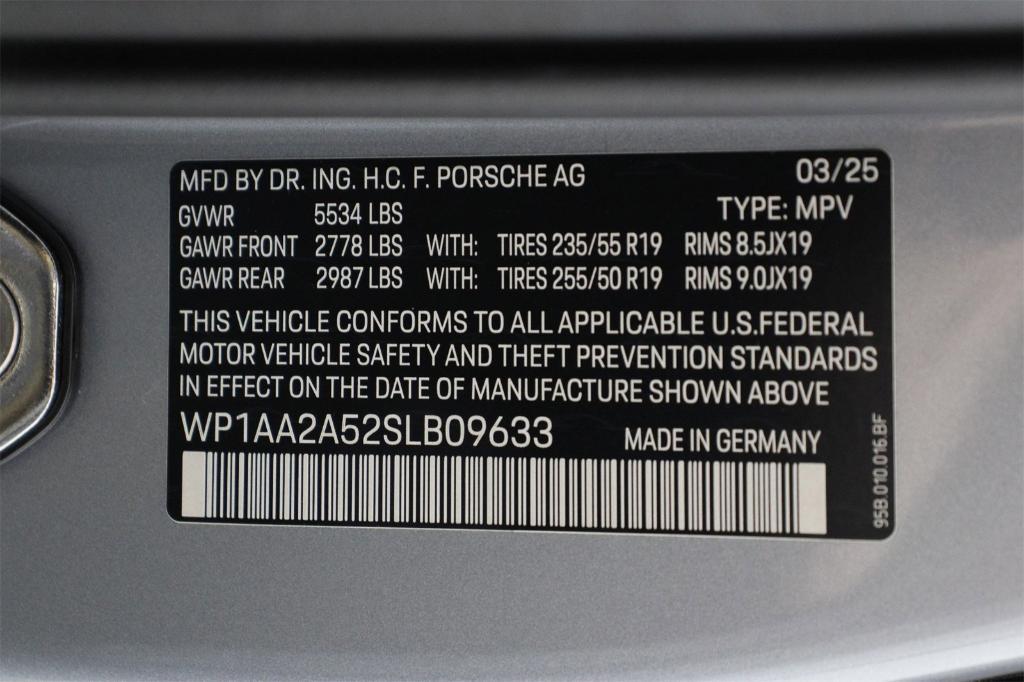 MFD BY DR. ING. H.C. F. PORSCHE AG 03/25
GVWR 5534 LBS TYPE: MPV
GAWR FRONT 2778 LBS WITH: TIRES 235/55 R19 RIMS 8.5JX19
GAWR REAR 2987 LBS WITH: TIRES 255/50 R19 RIMS 9.0JX19
THIS VEHICLE CONFORMS TO ALL APPLICABLE U.S.FEDERAL
MOTOR VEHICLE SAFETY AND THEFT PREVENTION STANDARDS
IN EFFECT ON THE DATE OF MANUFACTURE SHOWN ABOVE
WP1AA2A52SLB09633 MADE IN GERMANY
95B.010.016.BF